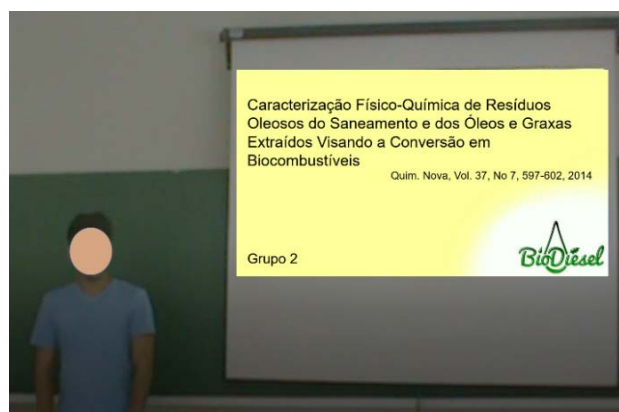 Caracterização Físico-Química de Resíduos
Oleosos do Saneamento e dos Óleos e Graxas
Extraídos Visando a Conversão em
Biocombustíveis
Quim. Nova, Vol. 37, No 7, 597-602, 2014
Grupo 2
BioDiesel